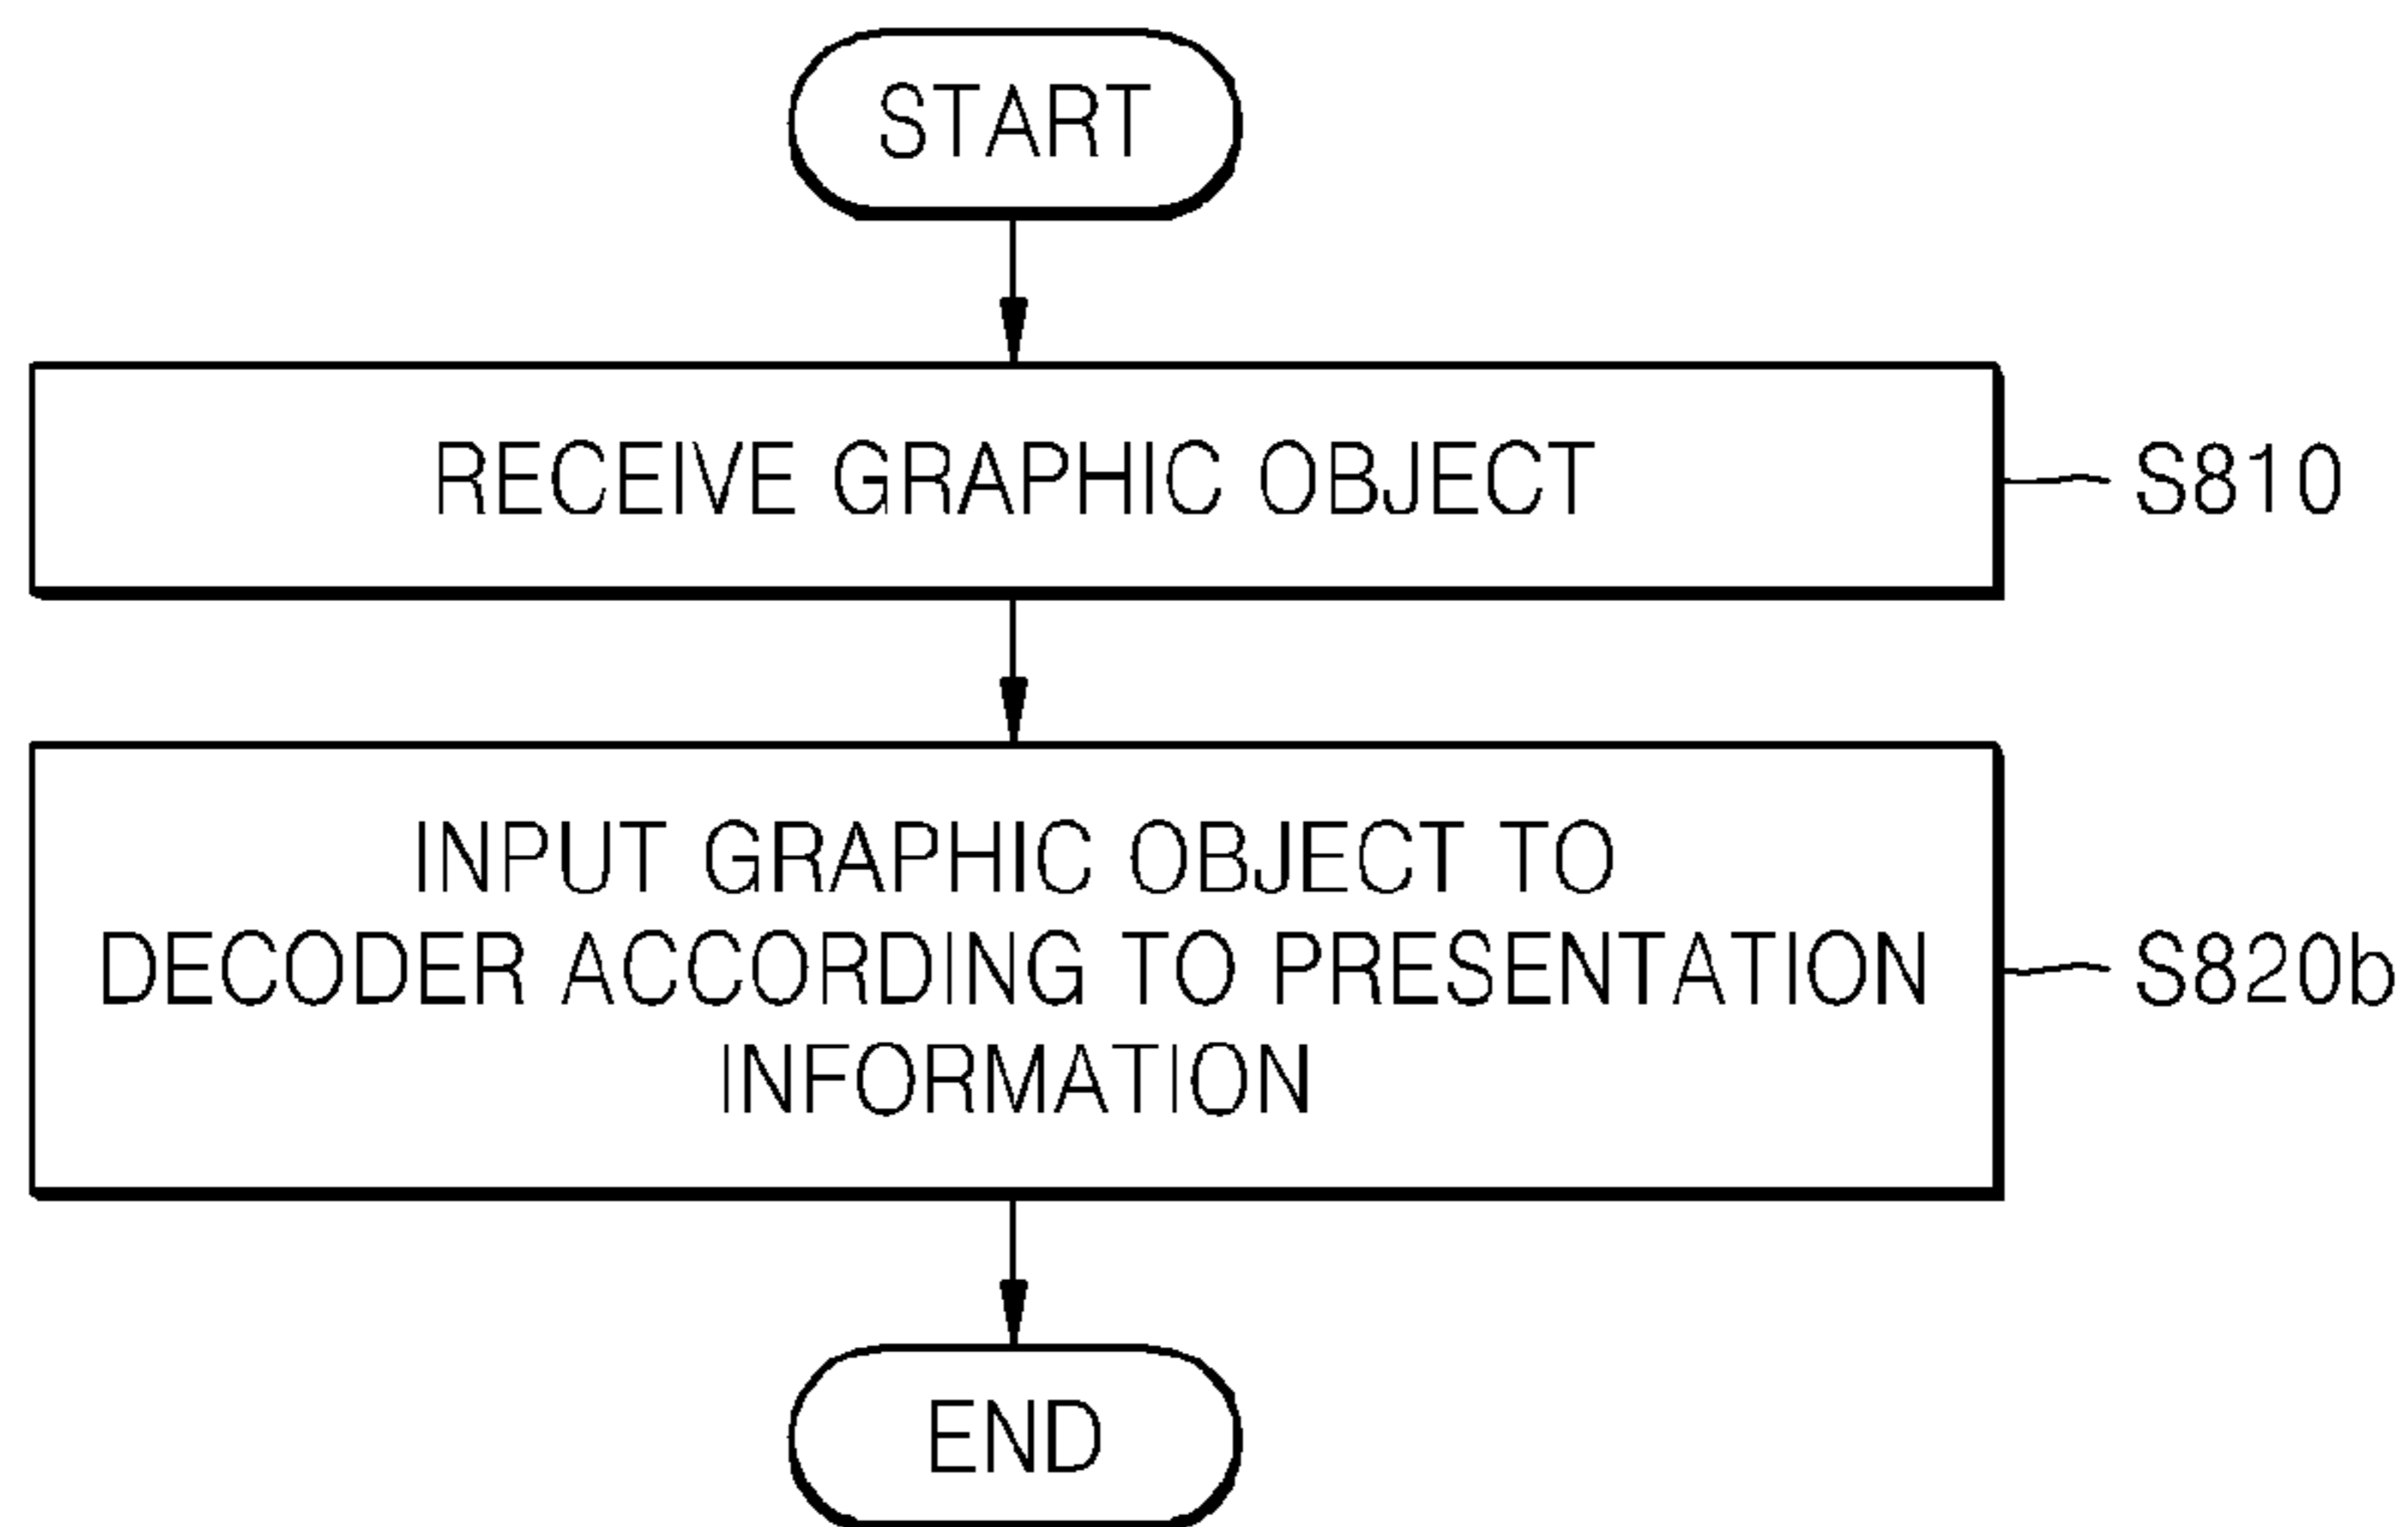 START
RECEIVE GRAPHIC OBJECT
S810
INPUT GRAPHIC OBJECT TO
DECODER ACCORDING TO PRESENTATION
INFORMATION
S820b
END